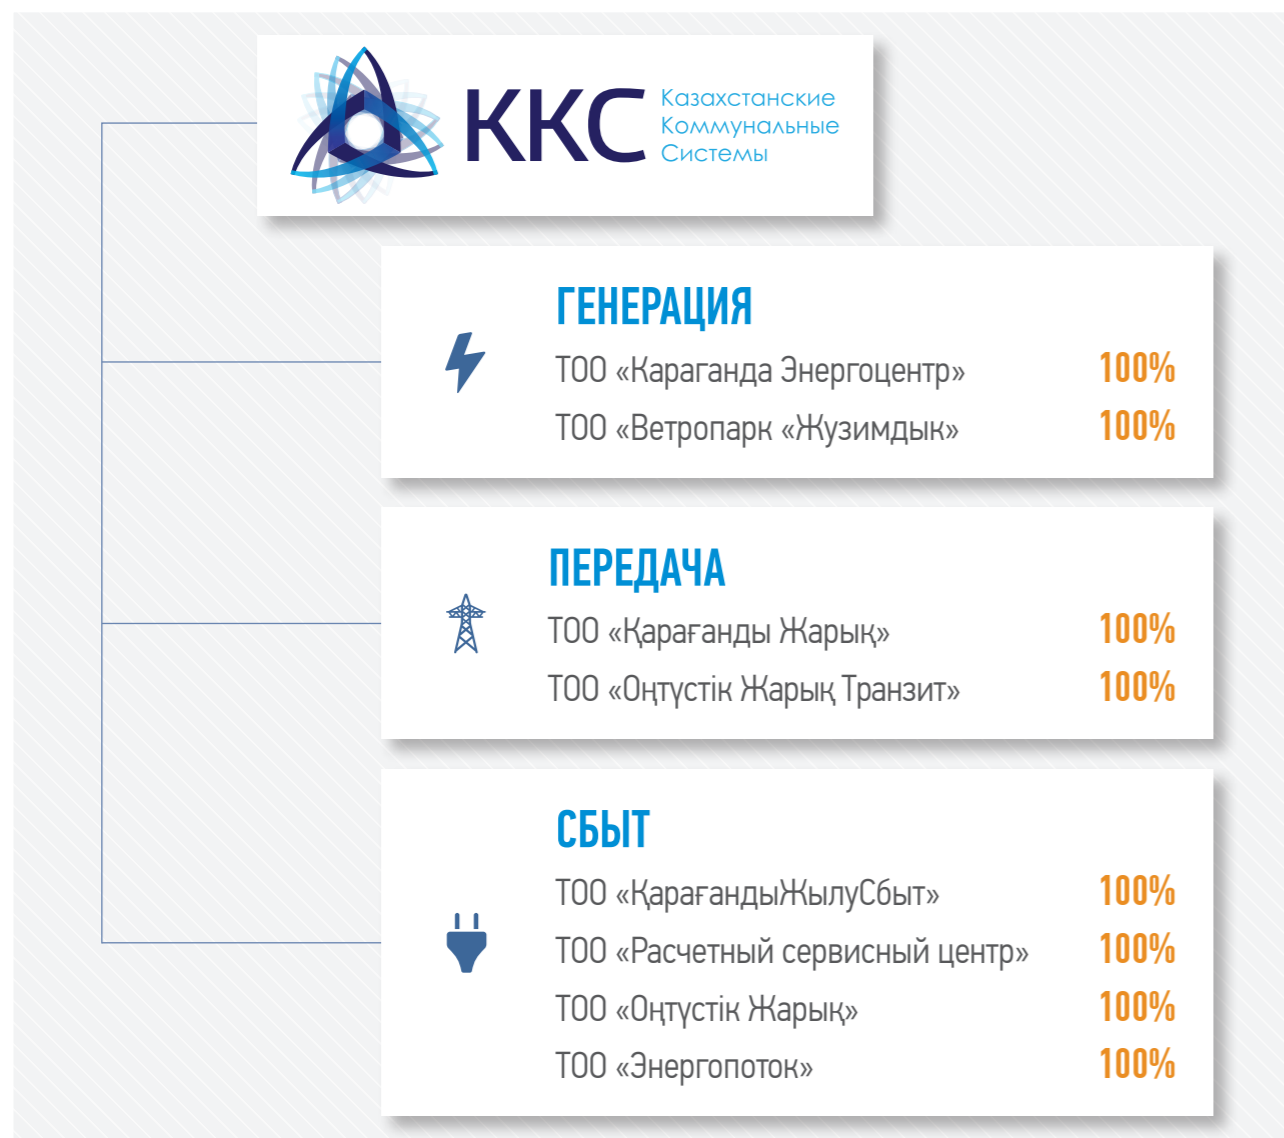 ККС
Казахстанские
Коммунальные
Системы
ГЕНЕРАЦИЯ
ТОО «Караганда Энергоцентр» 100%
ТОО «Ветропарк «Жузимдык» 100%
ПЕРЕДАЧА
ТОО «Қарағанды Жарық» 100%
ТОО «Оңтүстік Жарық Транзит» 100%
СБЫТ
ТОО «ҚарағандыЖылуСбыт» 100%
ТОО «Расчетный сервисный центр» 100%
ТОО «Оңтүстік Жарық» 100%
ТОО «Энергопоток» 100%